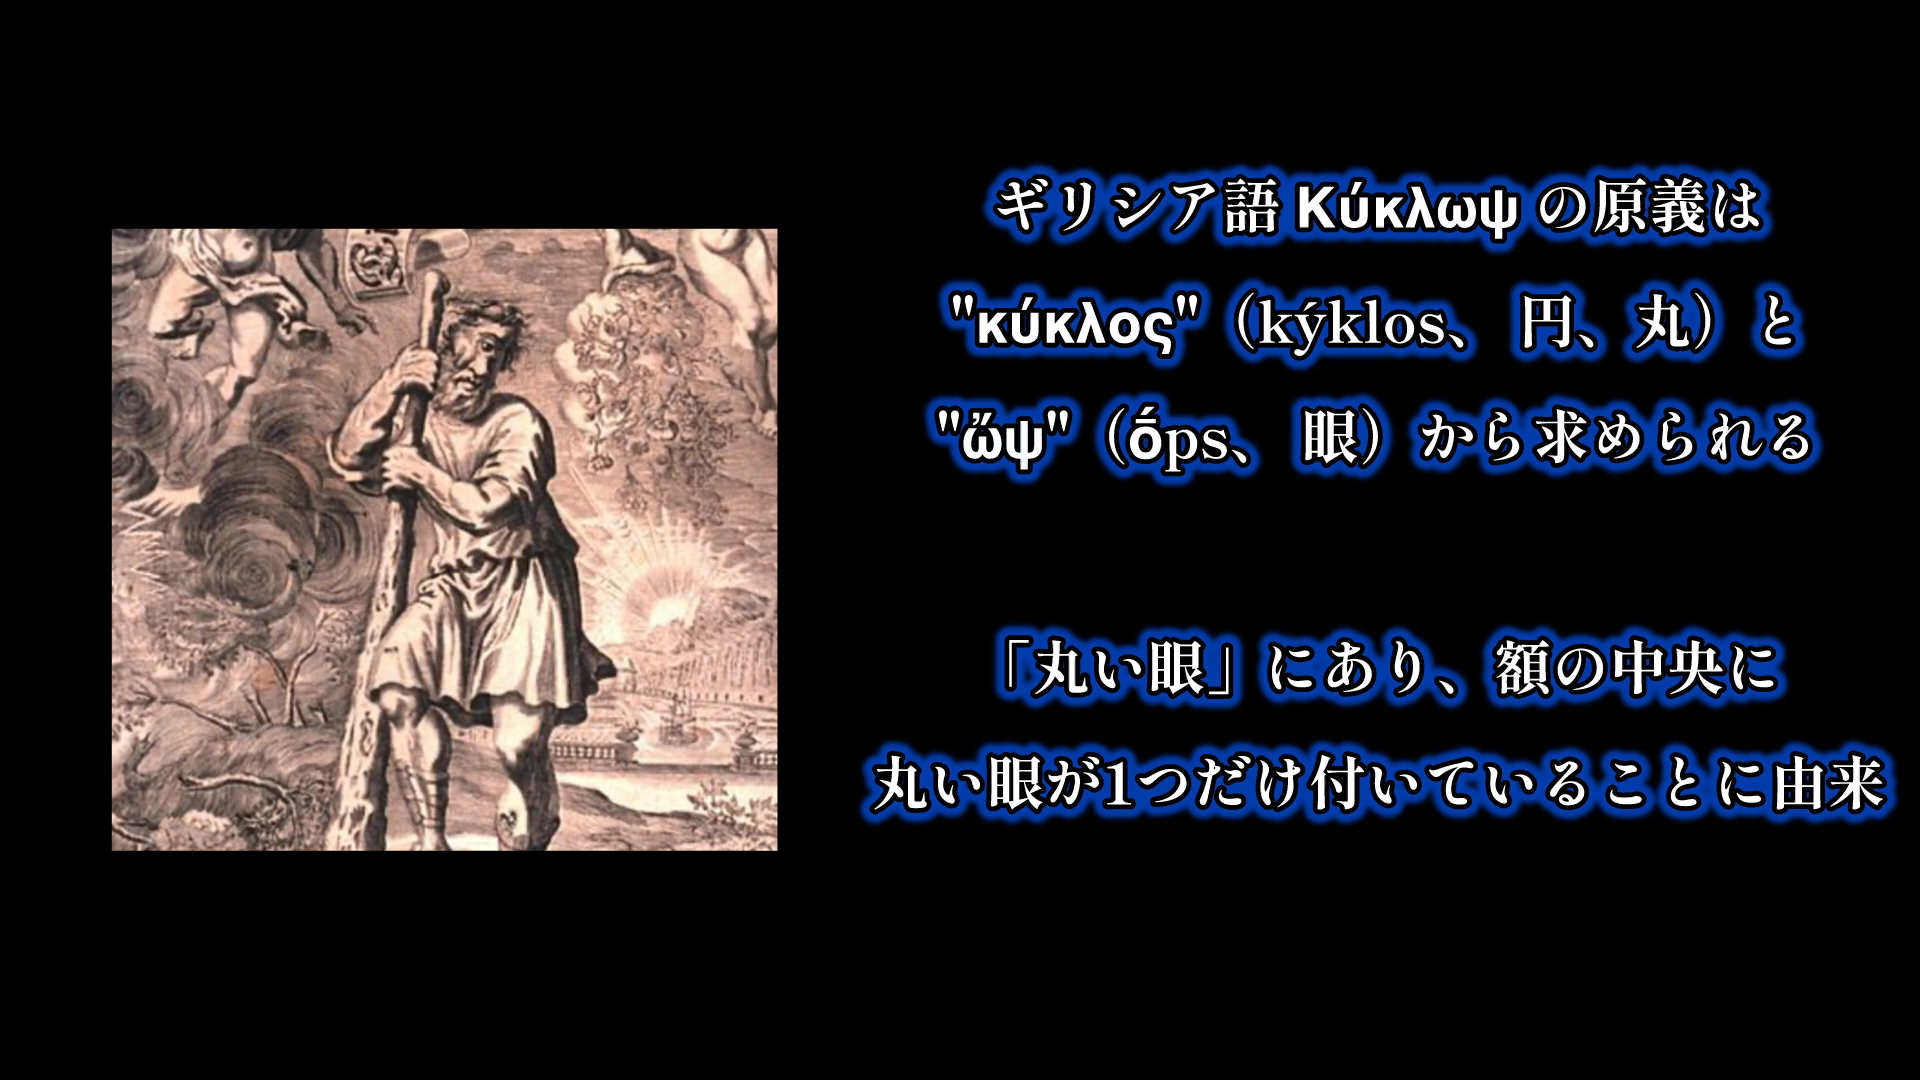 ギリシア語 Κύκλωψ の原義は
"κύκλος"（kýklos、 円、丸） と
"ὤψ"（ṓps、 眼）から求められる
「丸い眼」にあり、額の中央に
丸い眼が1つだけ付いていることに由来